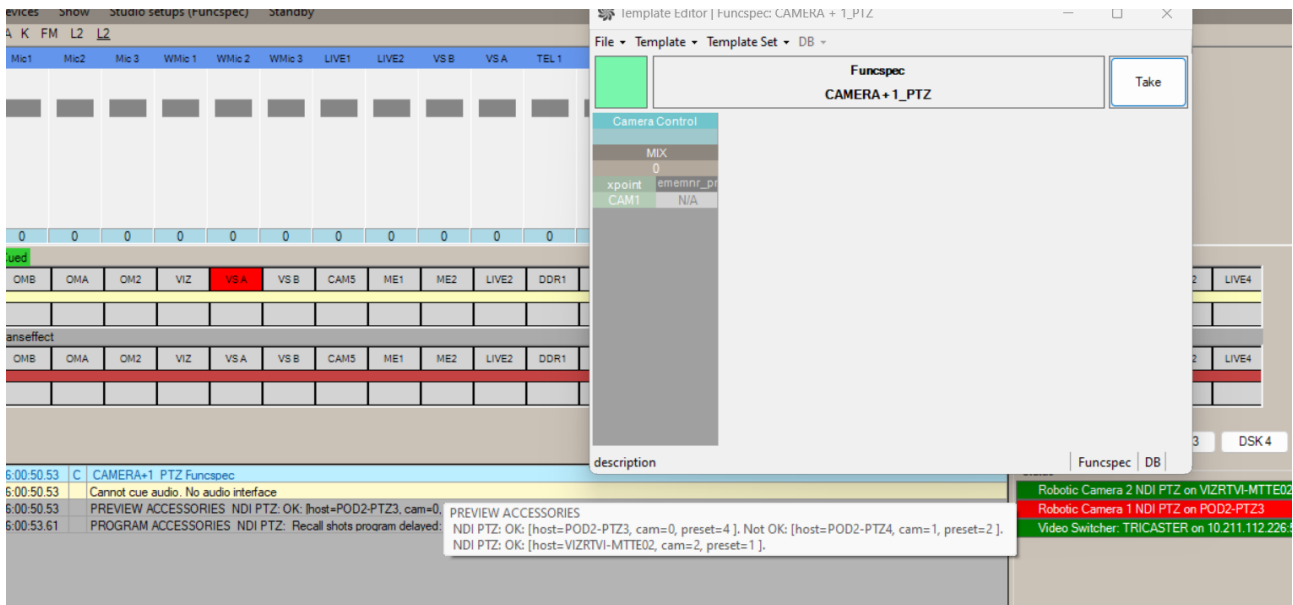 evices Show Studio setups (Funcspec) Standby
A K FM L2 L2
Mic1 Mic2 Mic 3 WMic 1 WMic 2 WMic 3 LIVE1 LIVE2 VS B VS A TEL 1
0 0 0 0 0 0 0 0 0 0 0
ued
OMB OMA OM2 VIZ VS A VS B CAM5 ME1 ME2 LIVE2 DDR1 2 LIVE4
anseffect
OMB OMA OM2 VIZ VS A VS B CAM5 ME1 ME2 LIVE2 DDR1 2 LIVE4
3 DSK 4
Template Editor | Funcspec: CAMERA + 1_PTZ
File Template Template Set DB
Funcspec
CAMERA + 1_PTZ
Take
Camera Control
MIX
0
xpoint ememnr_pr
CAM1 N/A
description Funcspec DB
6:00:50.53 C CAMERA+1 PTZ Funcspec
6:00:50.53 Cannot cue audio. No audio interface
6:00:50.53 PREVIEW ACCESSORIES NDI PTZ: OK: [host=POD2-PTZ3, cam=0,
6:00:53.61 PROGRAM ACCESSORIES NDI PTZ: Recall shots program delayed:
PREVIEW ACCESSORIES
NDI PTZ: OK: [host=POD2-PTZ3, cam=0, preset=4 ]. Not OK: [host=POD2-PTZ4, cam=1, preset=2 ].
NDI PTZ: OK: [host=VIZRTVI-MTTE02, cam=2, preset=1 ].
Robotic Camera 2 NDI PTZ on VIZRTVI-MTTE02
Robotic Camera 1 NDI PTZ on POD2-PTZ3
Video Switcher: TRICASTER on 10.211.112.226:5